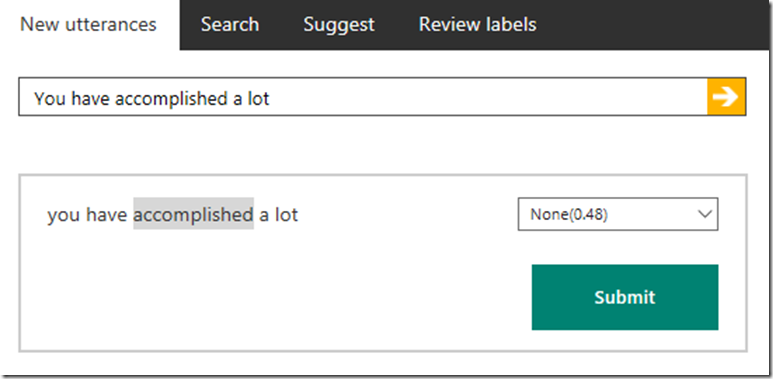 New utterances Search Suggest Review labels
You have accomplished a lot
you have accomplished a lot None(0.48)
Submit